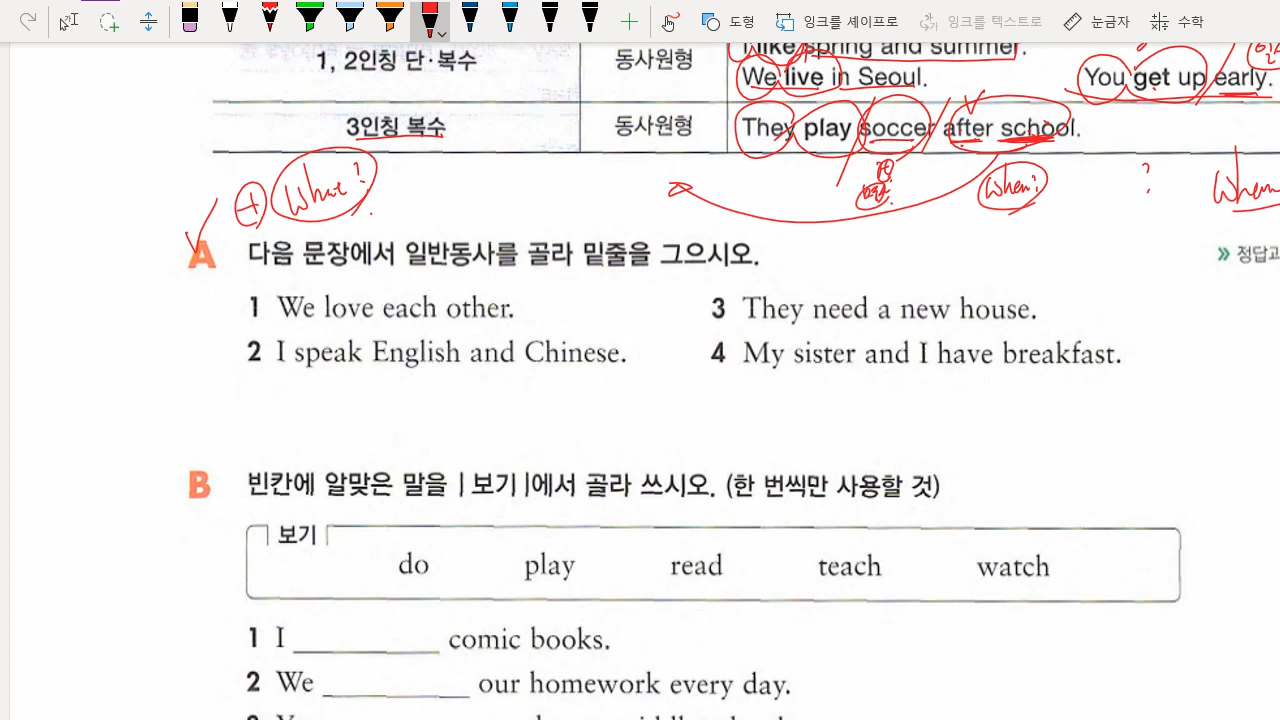 도형 잉크를 셰이프로 잉크를 텍스트로 눈금자 수학
1, 2인칭 단·복수 동사원형 I like spring and summer.
We live in Seoul. You get up early.
3인칭 복수 동사원형 They play soccer after school.
What? When? ?
A 다음 문장에서 일반동사를 골라 밑줄을 그으시오. » 정답과
1 We love each other. 3 They need a new house.
2 I speak English and Chinese. 4 My sister and I have breakfast.
B 빈칸에 알맞은 말을 |보기|에서 골라 쓰시오. (한 번씩만 사용할 것)
보기
do play read teach watch
1 I ________ comic books.
2 We ________ our homework every day.